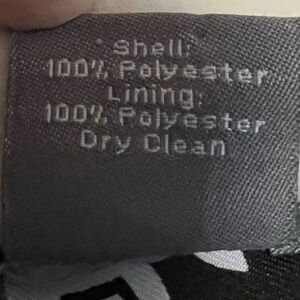 Shell:
100% Polyester
Lining:
100% Polyester
Dry Clean